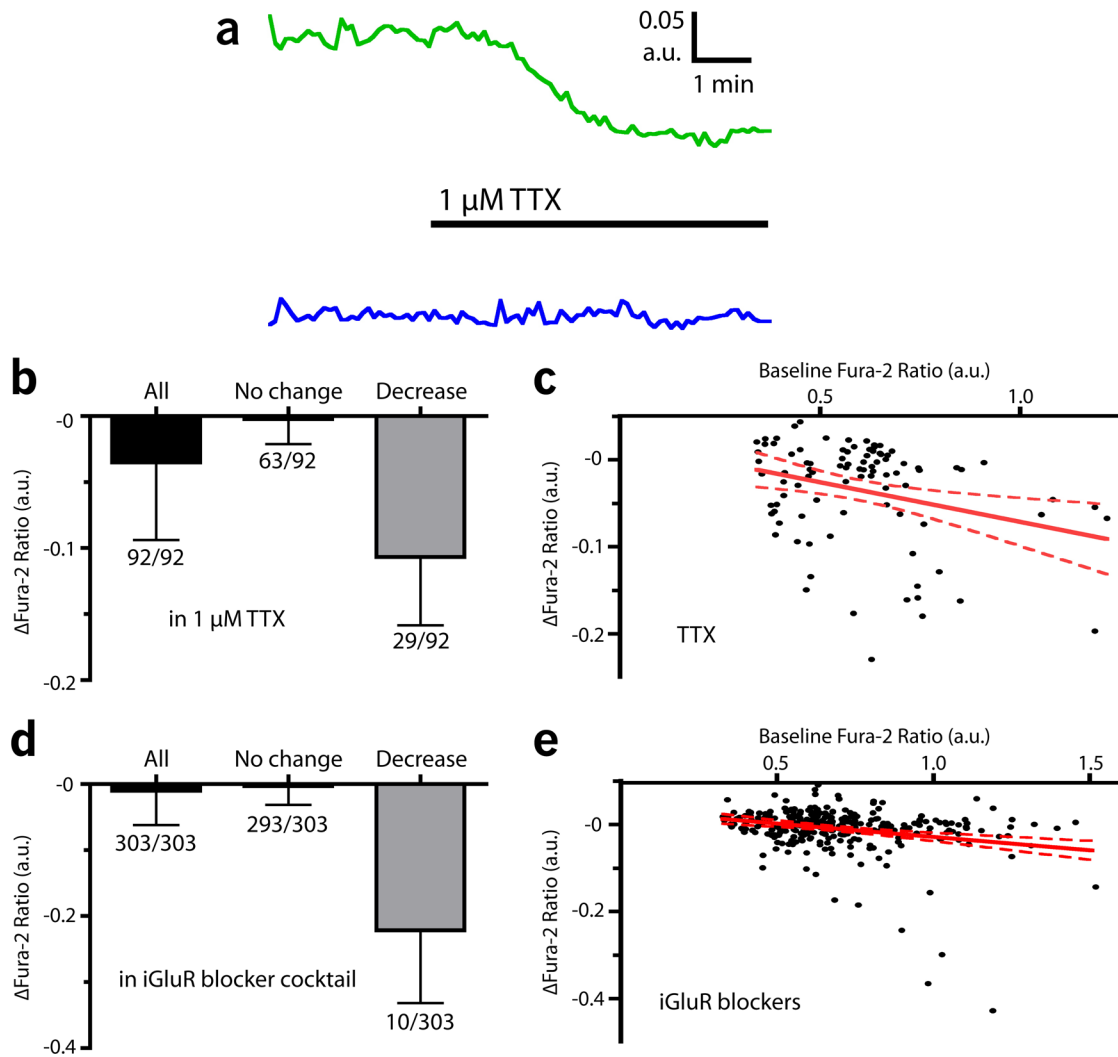 a
0.05
a.u.
1 min
1 µM TTX
b
All
No change
Decrease
-0
-0.1
-0.2
ΔFura-2 Ratio (a.u.)
92/92
63/92
29/92
in 1 µM TTX
c
Baseline Fura-2 Ratio (a.u.)
0.5
1.0
-0
-0.1
-0.2
ΔFura-2 Ratio (a.u.)
TTX
d
All
No change
Decrease
-0
-0.2
-0.4
ΔFura-2 Ratio (a.u.)
303/303
293/303
10/303
in iGluR blocker cocktail
e
Baseline Fura-2 Ratio (a.u.)
0.5
1.0
1.5
-0
-0.2
-0.4
ΔFura-2 Ratio (a.u.)
iGluR blockers